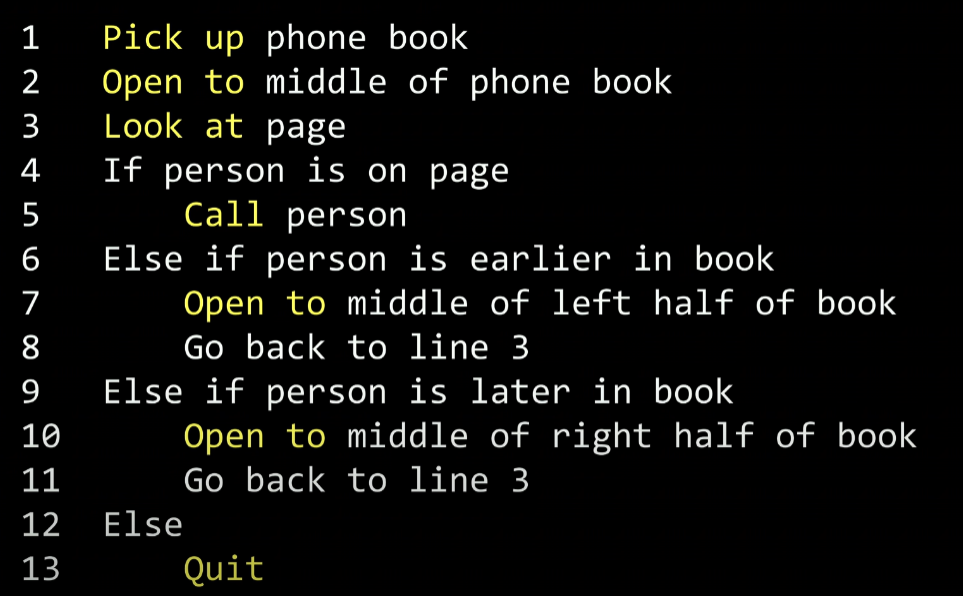 1 Pick up phone book
2 Open to middle of phone book
3 Look at page
4 If person is on page
5 Call person
6 Else if person is earlier in book
7 Open to middle of left half of book
8 Go back to line 3
9 Else if person is later in book
10 Open to middle of right half of book
11 Go back to line 3
12 Else
13 Quit